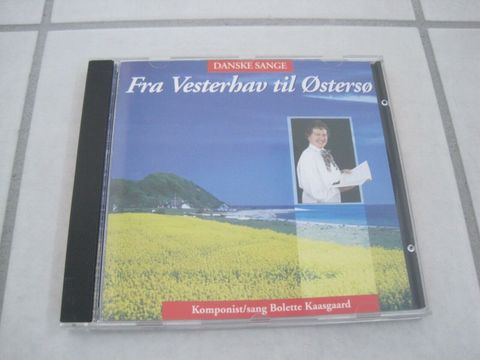 DANSKE SANGE
Fra Vesterhav til Østersø
Komponist/sang Bolette Kaasgaard